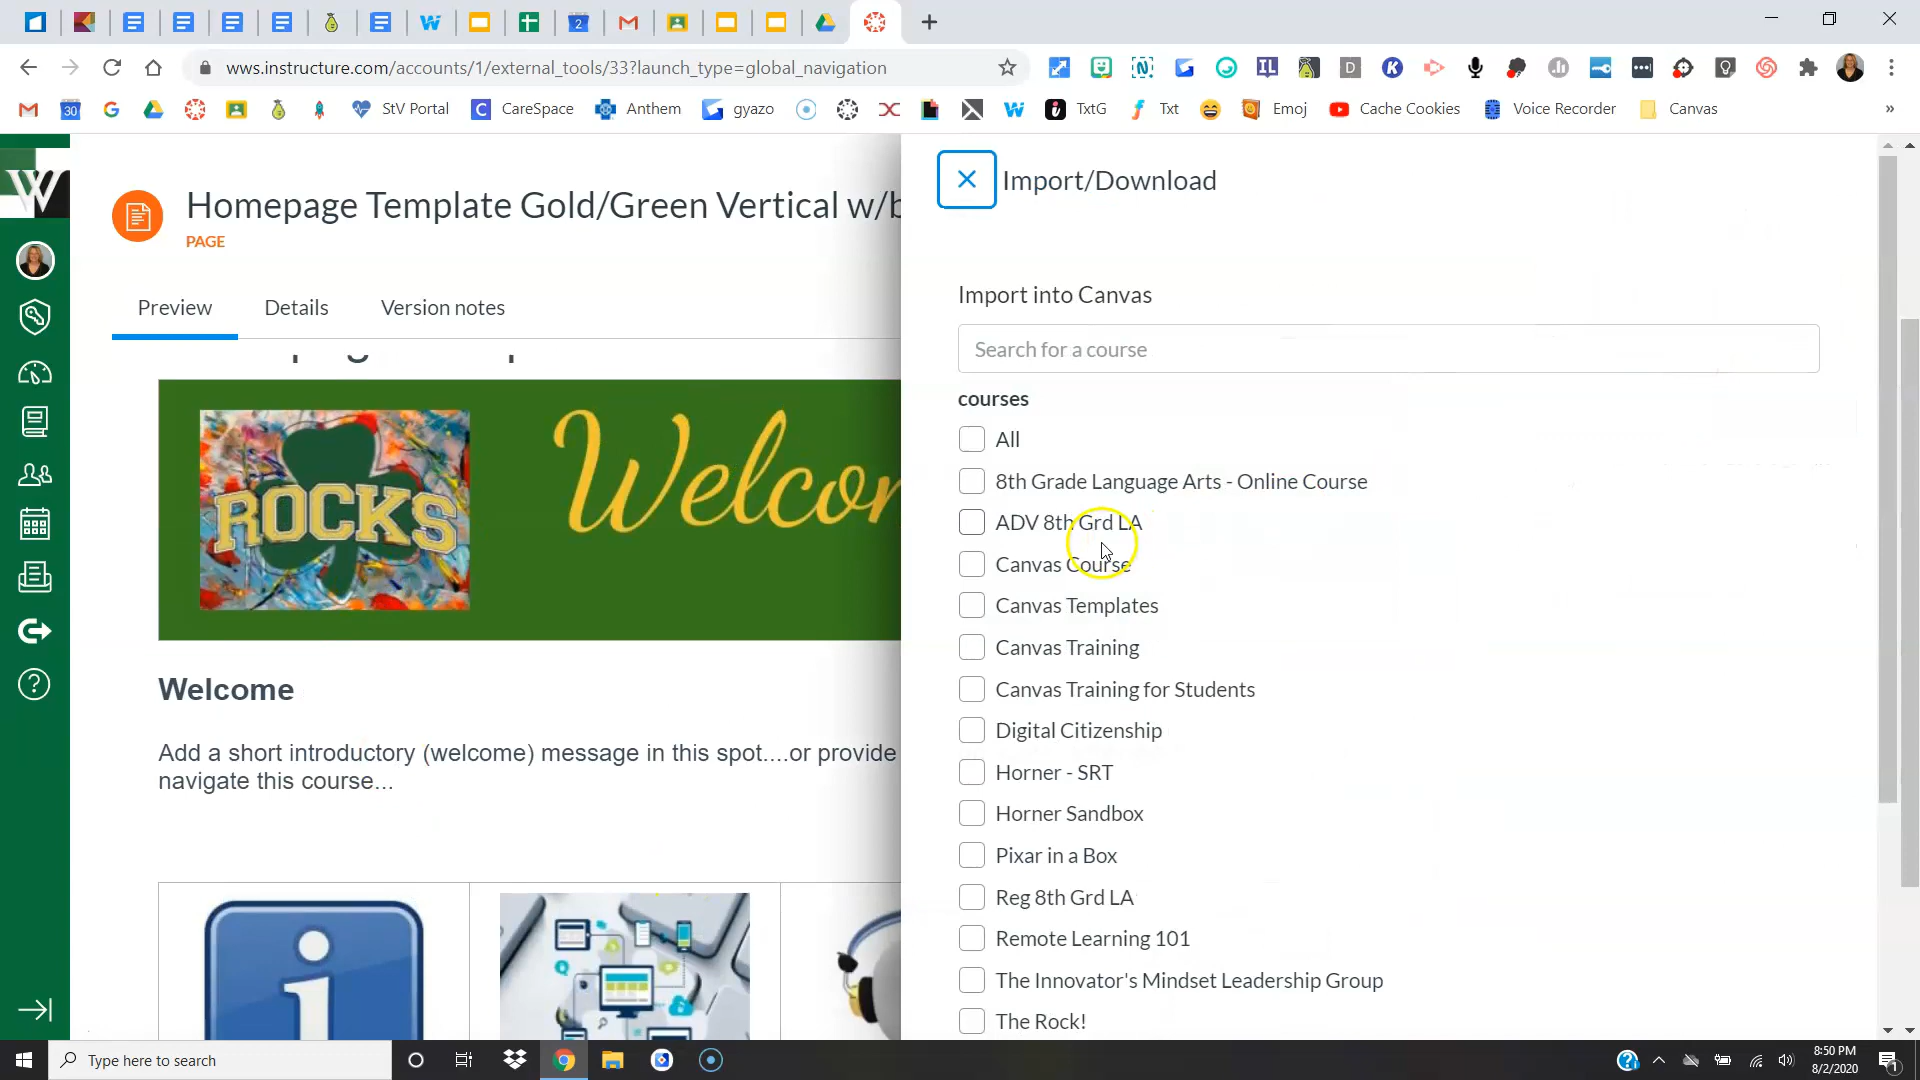 2
wws.instructure.com/accounts/1/external_tools/33?launch_type=global_navigation
30
StV Portal
CareSpace
Anthem
gyazo
TxtG
Txt
Emoj
Cache Cookies
Voice Recorder
Canvas
»
W
Homepage Template Gold/Green Vertical w/b
PAGE
Preview
Details
Version notes
ROCKS
Welcom
Welcome
Add a short introductory (welcome) message in this spot....or provide
navigate this course...
Import/Download
Import into Canvas
Search for a course
courses
All
8th Grade Language Arts - Online Course
ADV 8th Grd LA
Canvas Course
Canvas Templates
Canvas Training
Canvas Training for Students
Digital Citizenship
Horner - SRT
Horner Sandbox
Pixar in a Box
Reg 8th Grd LA
Remote Learning 101
The Innovator's Mindset Leadership Group
The Rock!
Type here to search
8:50 PM
8/2/2020
1